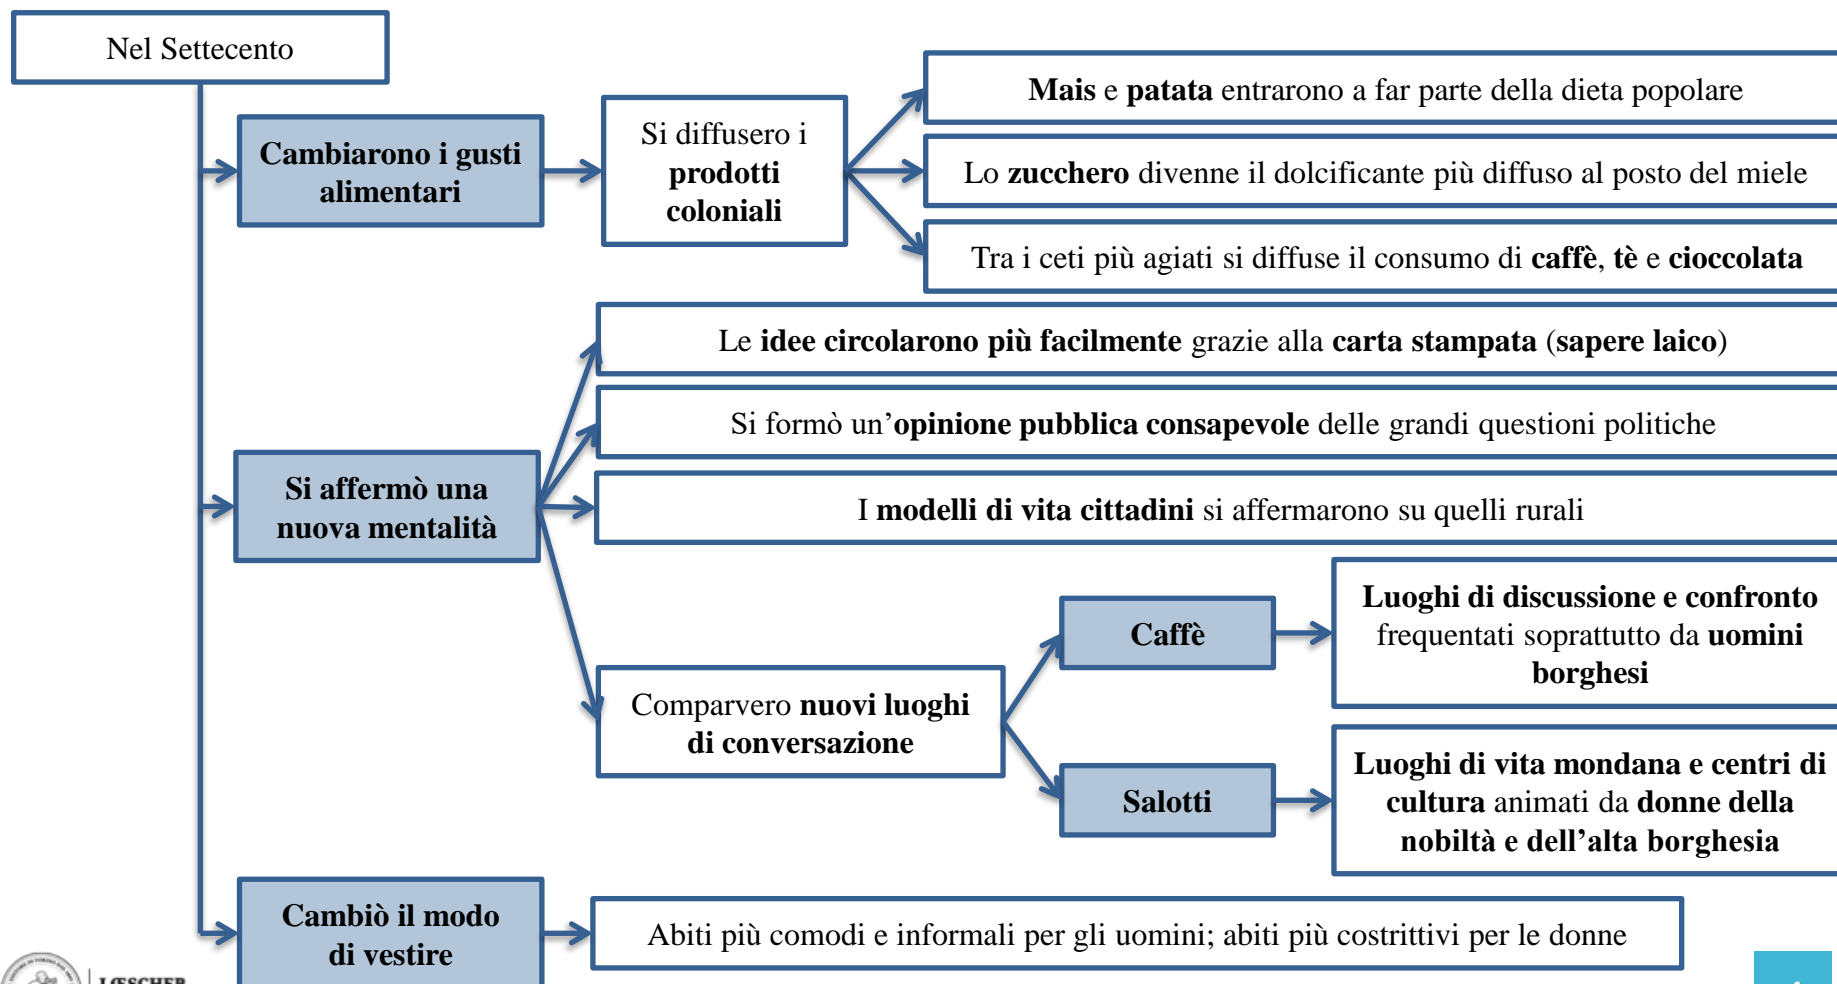 Nel Settecento
Cambiarono i gusti
alimentari
Si diffusero i
prodotti
coloniali
Mais e patata entrarono a far parte della dieta popolare
Lo zucchero divenne il dolcificante più diffuso al posto del miele
Tra i ceti più agiati si diffuse il consumo di caffè, tè e cioccolata
Si affermò una
nuova mentalità
Le idee circolarono più facilmente grazie alla carta stampata (sapere laico)
Si formò un’opinione pubblica consapevole delle grandi questioni politiche
I modelli di vita cittadini si affermarono su quelli rurali
Comparvero nuovi luoghi
di conversazione
Caffè
Luoghi di discussione e confronto
frequentati soprattutto da uomini
borghesi
Salotti
Luoghi di vita mondana e centri di
cultura animati da donne della
nobiltà e dell’alta borghesia
Cambiò il modo
di vestire
Abiti più comodi e informali per gli uomini; abiti più costrittivi per le donne
LŒSCHER